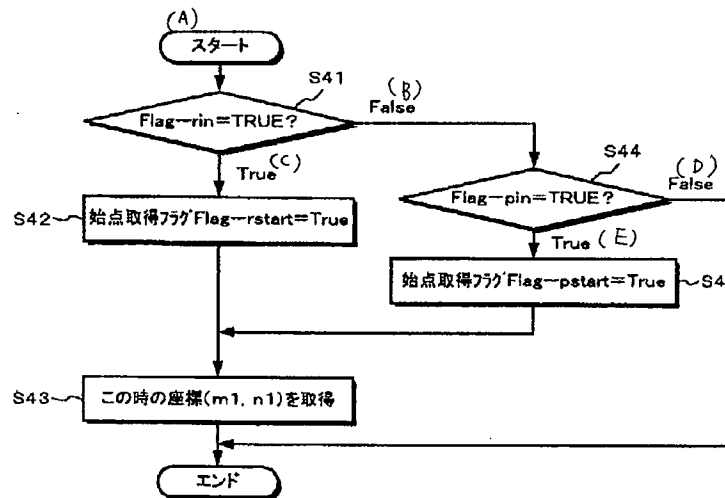 (A)
スタート
S41
Flag-rin=TRUE?
(B)
False
True (C)
S44
(D)
False
Flag-pin=TRUE?
True (E)
S42
始点取得フラグFlag-rstart=True
始点取得フラグFlag-pstart=True
S43
この時の座標(m1, n1)を取得
エンド